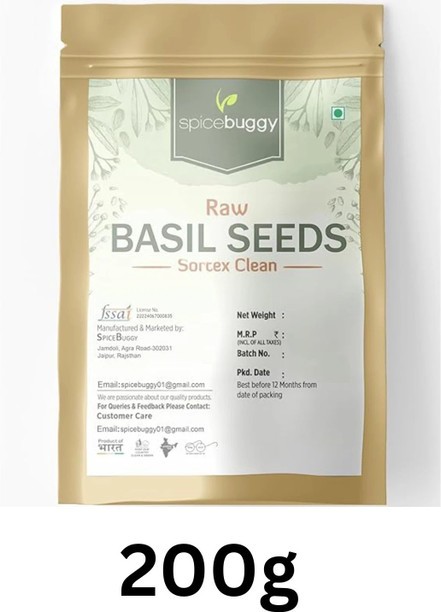 spicebuggy
Raw
BASIL SEEDS
Sorcex Clean
fssai
License No.
Manufactured & Marketed by:
SPICEBUGGY
Jamdoli, Agra Road-302031
Jaipur, Rajsthan
Email:spicebuggy01@gmail.com
We are passionate about our quality products.
For Queries & Feedback Please Contact:
Customer Care
Email:spicebuggy01@gmail.com
Product of
भारत
Net Weight :
M.R.P ₹ :
(INCL OF ALL TAXES)
Batch No. :
Pkd. Date :
Best before 12 Months from
date of packing
200g